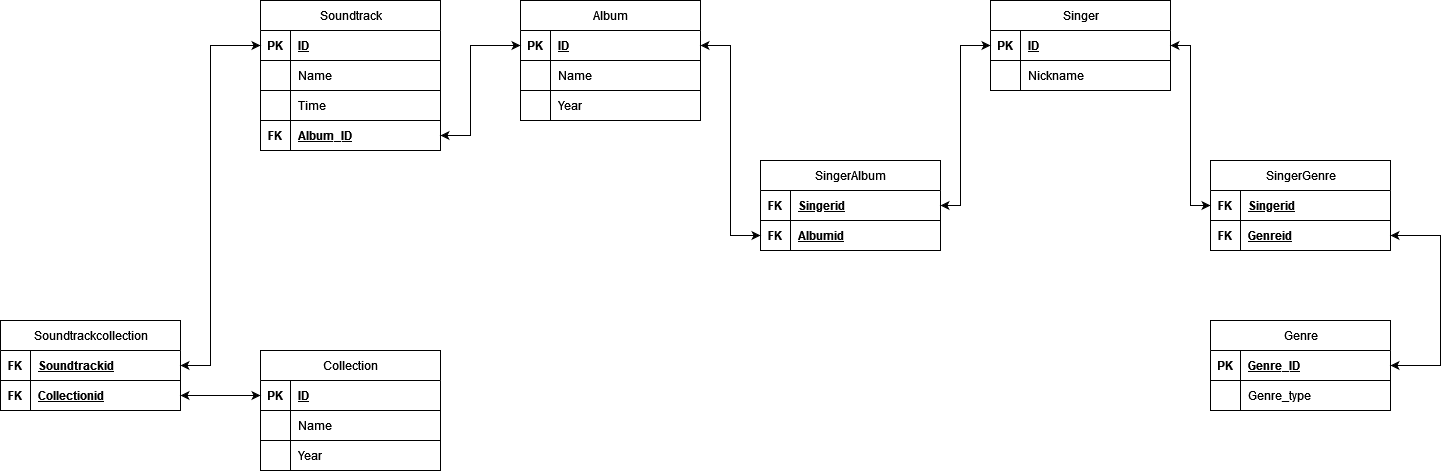 Soundtrack
PK ID
Name
Time
FK Album_ID
Album
PK ID
Name
Year
Singer
PK ID
Nickname
SingerAlbum
FK Singerid
FK Albumid
SingerGenre
FK Singerid
FK Genreid
Soundtrackcollection
FK Soundtrackid
FK Collectionid
Collection
PK ID
Name
Year
Genre
PK Genre_ID
Genre_type